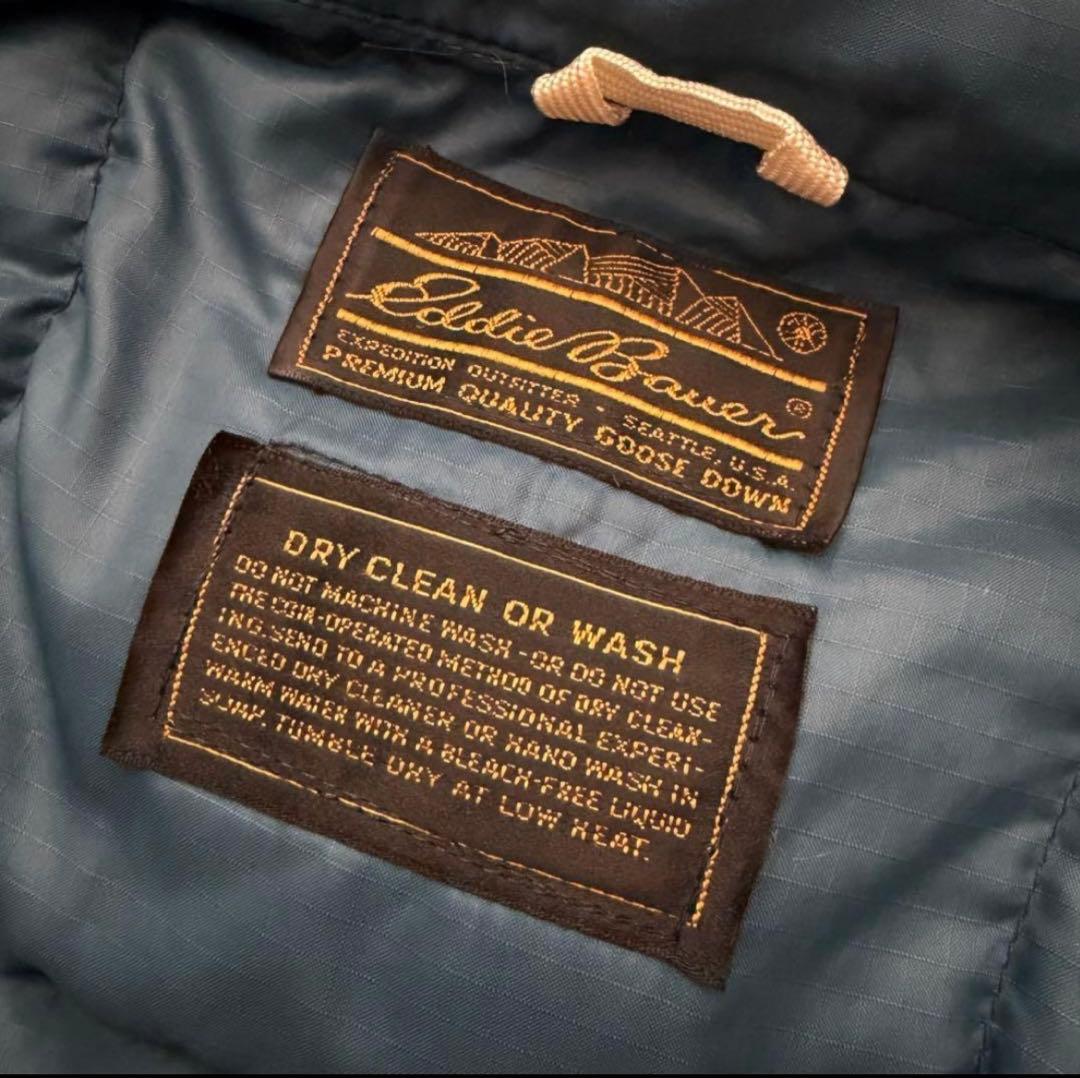 Eddie Bauer®
EXPEDITION OUTFITTER · SEATTLE, U.S.A.
PREMIUM QUALITY GOOSE DOWN
DRY CLEAN OR WASH
DO NOT MACHINE WASH - OR DO NOT USE
THE COIN-OPERATED METHOD OF DRY CLEAN-
ING. SEND TO A PROFESSIONAL EXPERI-
ENCED DRY CLEANER OR HAND WASH IN
WARM WATER WITH A BLEACH-FREE LIQUID
SOAP. TUMBLE DRY AT LOW HEAT.